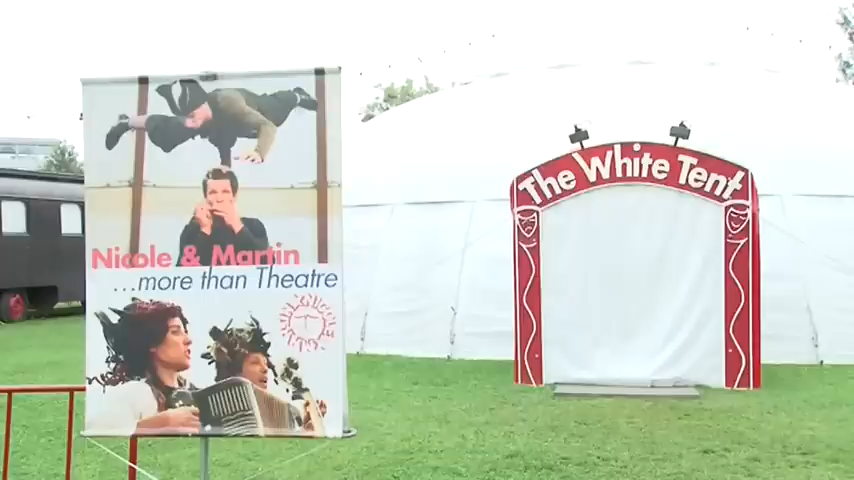 Nicole & Martin
...more than Theatre
The White Tent